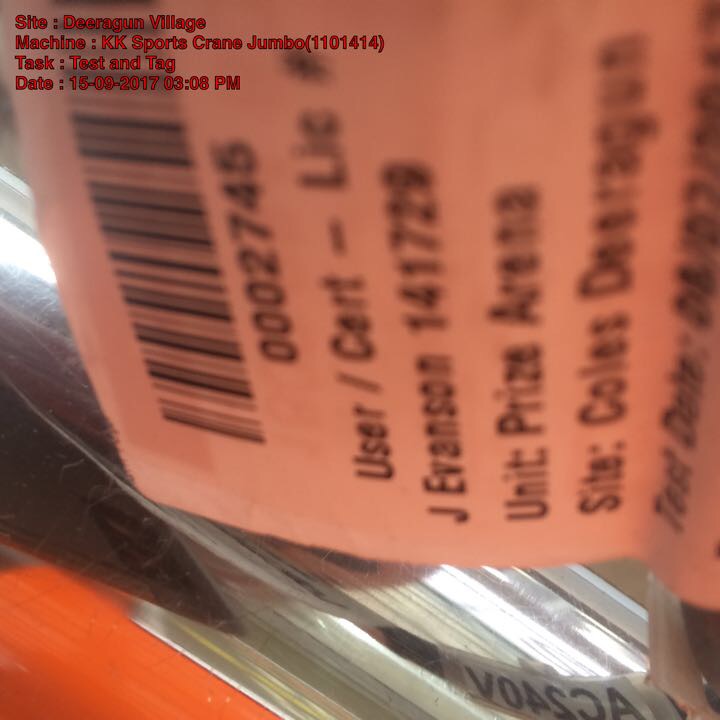 Site : Deeragun Village
Machine : KK Sports Crane Jumbo(1101414)
Task : Test and Tag
Date : 15-09-2017 03:08 PM
0002745
User / Cert - Lic #
J Evanson 141729
Unit: Prize Arena
Site: Coles Deeragun
Test Date:
AC240V